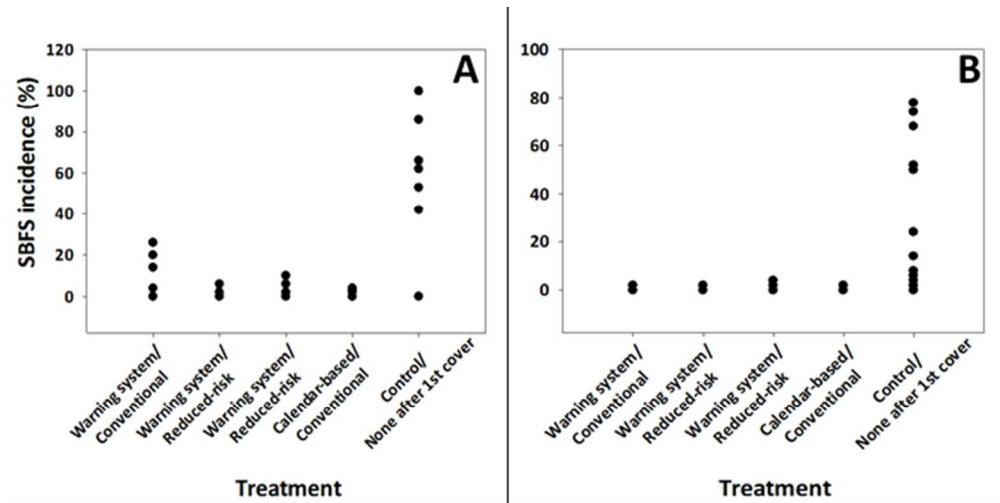 A
SBFS incidence (%)
120
100
80
60
40
20
0
Warning system/
Conventional
Warning system/
Reduced-risk
Warning system/
Reduced-risk
Calendar-based/
Conventional
Control/
None after 1st cover
Treatment
B
100
80
60
40
20
0
Warning system/
Conventional
Warning system/
Reduced-risk
Warning system/
Reduced-risk
Calendar-based/
Conventional
Control/
None after 1st cover
Treatment